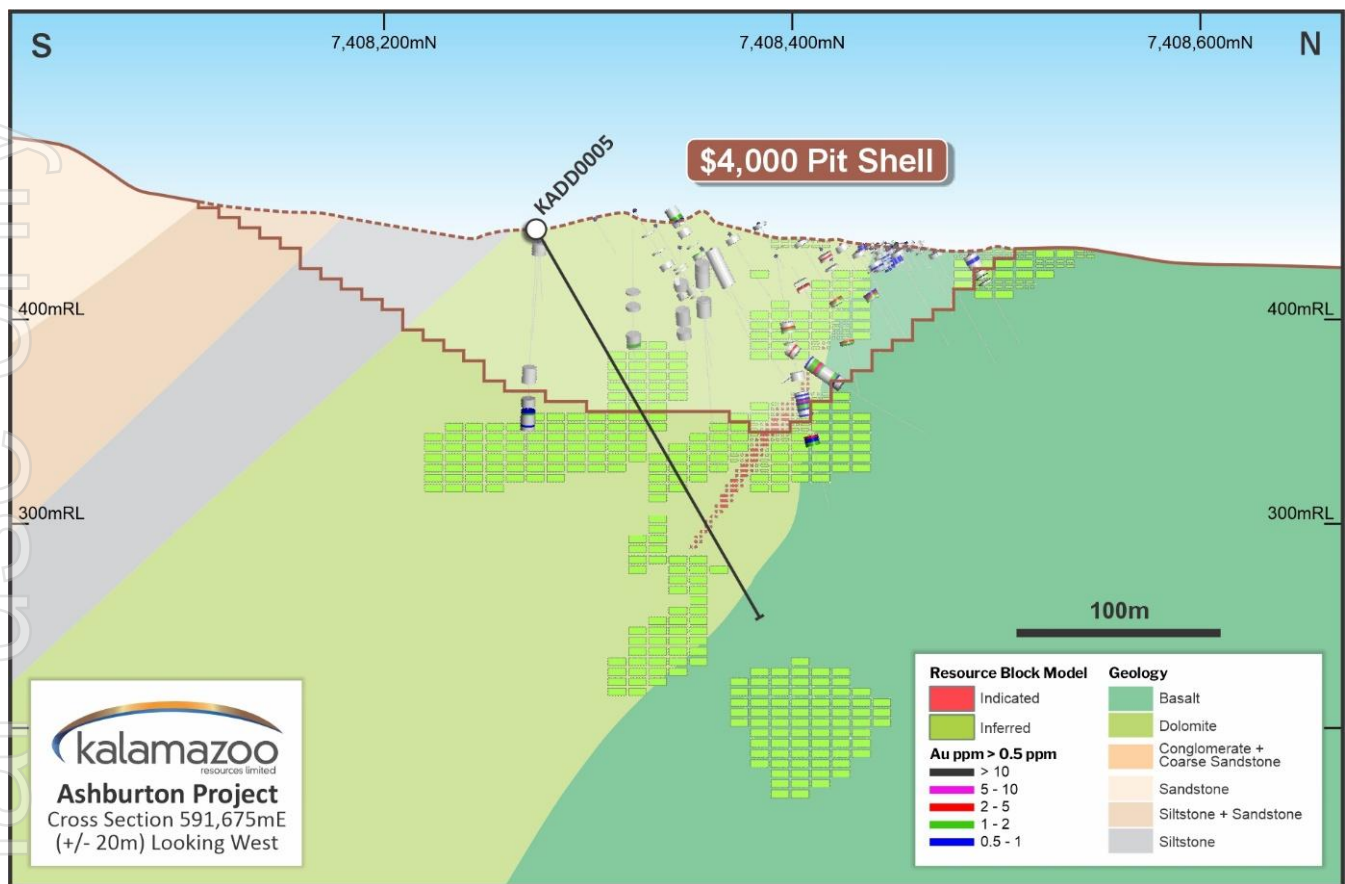 S
7,408,200mN
7,408,400mN
7,408,600mN
N
KADD0005
$4,000 Pit Shell
400mRL
400mRL
300mRL
300mRL
100m
kalamazoo
resources limited
Ashburton Project
Cross Section 591,675mE
(+/- 20m) Looking West
Resource Block Model
Indicated
Inferred
Au ppm > 0.5 ppm
> 10
5 - 10
2 - 5
1 - 2
0.5 - 1
Geology
Basalt
Dolomite
Conglomerate +
Coarse Sandstone
Sandstone
Siltstone + Sandstone
Siltstone